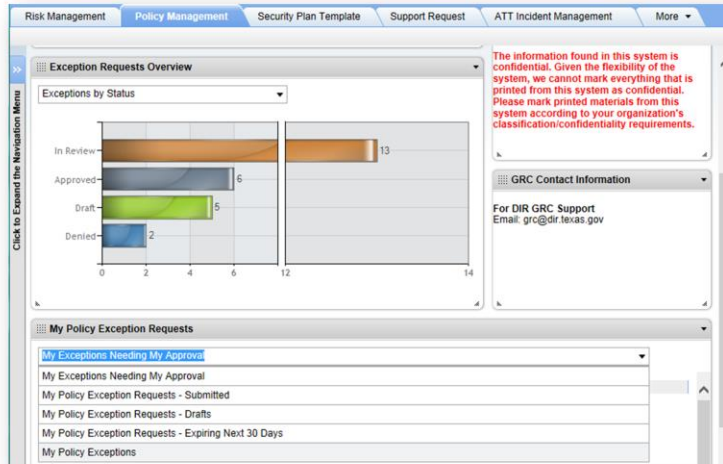 Risk Management
Policy Management
Security Plan Template
Support Request
ATT Incident Management
More
Click to Expand the Navigation Menu
Exception Requests Overview
Exceptions by Status
In Review
13
Approved
6
Draft
5
Denied
2
0
2
4
6
12
14
The information found in this system is
confidential. Given the flexibility of the
system, we cannot mark everything that is
printed from this system as confidential.
Please mark printed materials from this
system according to your organization's
classification/confidentiality requirements.
GRC Contact Information
For DIR GRC Support
Email: grc@dir.texas.gov
My Policy Exception Requests
My Exceptions Needing My Approval
My Exceptions Needing My Approval
My Policy Exception Requests - Submitted
My Policy Exception Requests - Drafts
My Policy Exception Requests - Expiring Next 30 Days
My Policy Exceptions